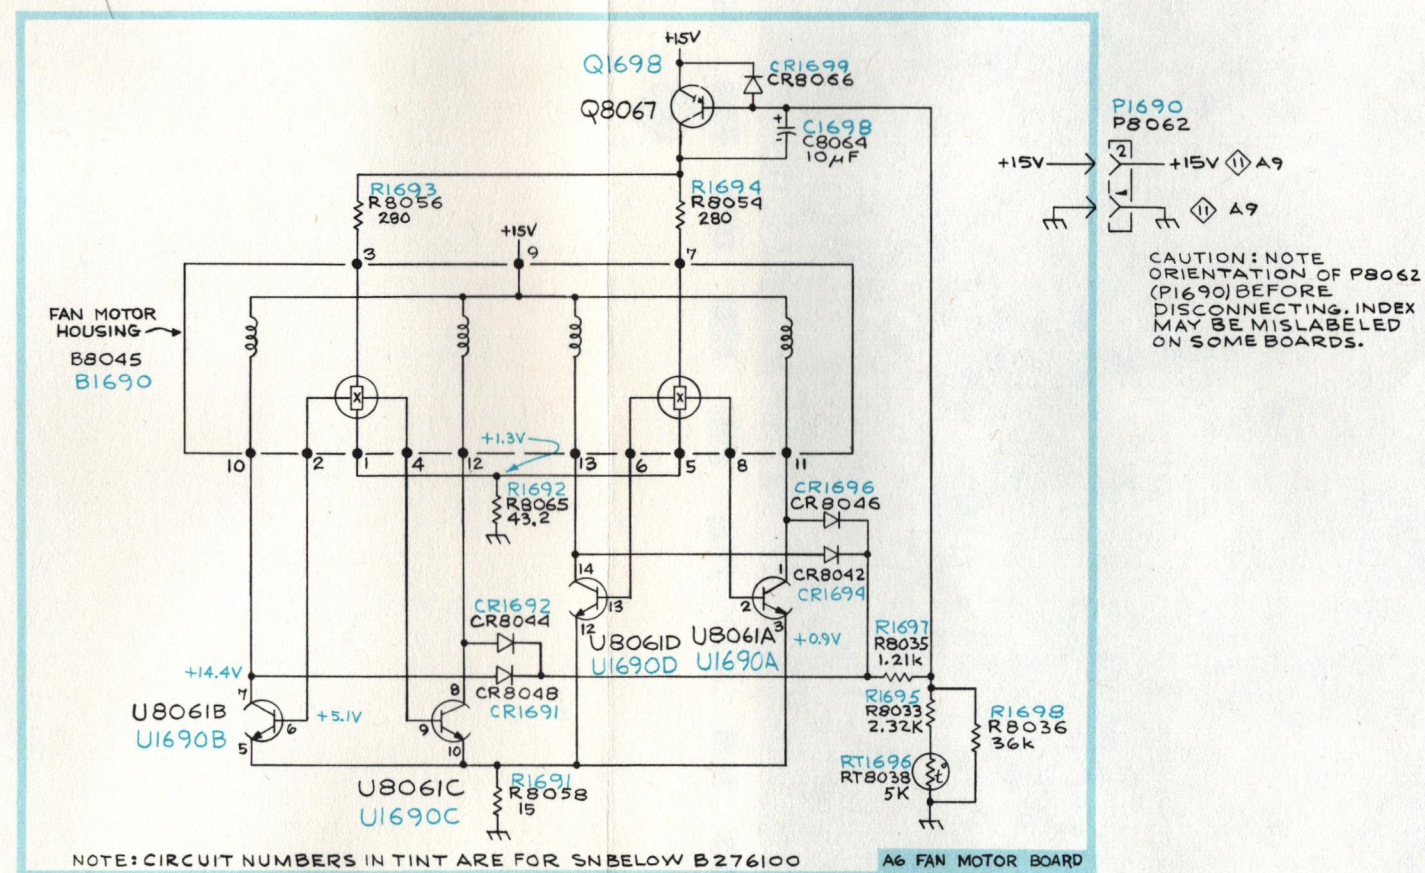 +15V
Q1698
CR1699
CR8066
Q8067
+
-
C1698
C8064
10µF
P1690
P8062
2
+15V
+15V 11 A9
11 A9
CAUTION: NOTE
ORIENTATION OF P8062
(P1690) BEFORE
DISCONNECTING. INDEX
MAY BE MISLABELED
ON SOME BOARDS.
R1693
R8056
280
R1694
R8054
280
+15V
3
9
7
FAN MOTOR
HOUSING
B8045
B1690
X
X
+1.3V
10
2
1
4
12
13
6
5
8
11
R1692
R8065
43.2
CR1696
CR8046
CR8042
CR1694
14
13
12
1
2
3
U8061D
U1690D
U8061A
U1690A
+0.9V
CR1692
CR8044
CR8048
CR1691
+14.4V
7
6
5
+5.1V
U8061B
U1690B
8
9
10
U8061C
U1690C
R1691
R8058
15
R1697
R8035
1.21k
R1695
R8033
2.32K
R1698
R8036
36k
RT1696
RT8038
5K
t°
NOTE: CIRCUIT NUMBERS IN TINT ARE FOR SN BELOW B276100
A6 FAN MOTOR BOARD